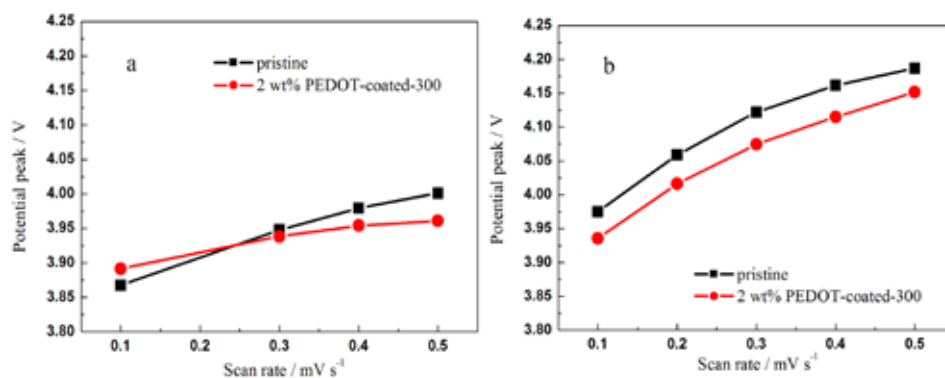 a
pristine
2 wt% PEDOT-coated-300
4.25
4.20
4.15
4.10
4.05
4.00
3.95
3.90
3.85
3.80
Potential peak / V
0.1 0.2 0.3 0.4 0.5
Scan rate / mV s⁻¹
b
pristine
2 wt% PEDOT-coated-300
4.25
4.20
4.15
4.10
4.05
4.00
3.95
3.90
3.85
3.80
Potential peak / V
0.1 0.2 0.3 0.4 0.5
Scan rate / mV s⁻¹